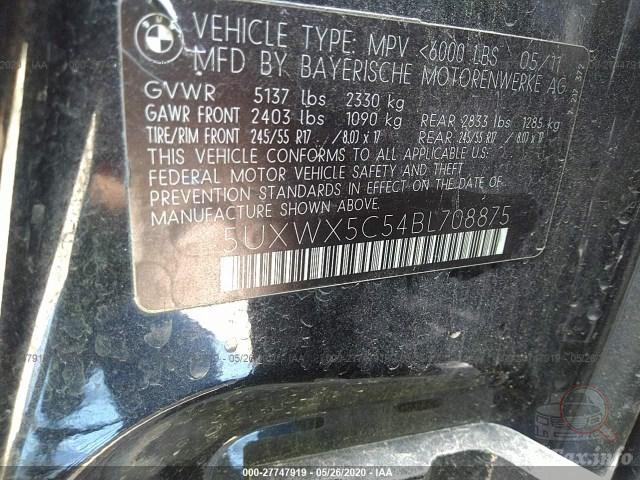 BMW
VEHICLE TYPE: MPV <6000 LBS 05/11
MFD BY BAYERISCHE MOTORENWERKE AG
GVWR 5137 lbs 2330 kg
GAWR FRONT 2403 lbs 1090 kg REAR 2833 lbs 1285 kg
TIRE/RIM FRONT 245/55 R17 // 8.0J x 17 REAR 245/55 R17 // 8.0J x 17
THIS VEHICLE CONFORMS TO ALL APPLICABLE U.S.
FEDERAL MOTOR VEHICLE SAFETY AND THEFT
PREVENTION STANDARDS IN EFFECT ON THE DATE OF
MANUFACTURE SHOWN ABOVE.
5UXWX5C54BL708875
000-27747919 | 05/26/2020 - IAA